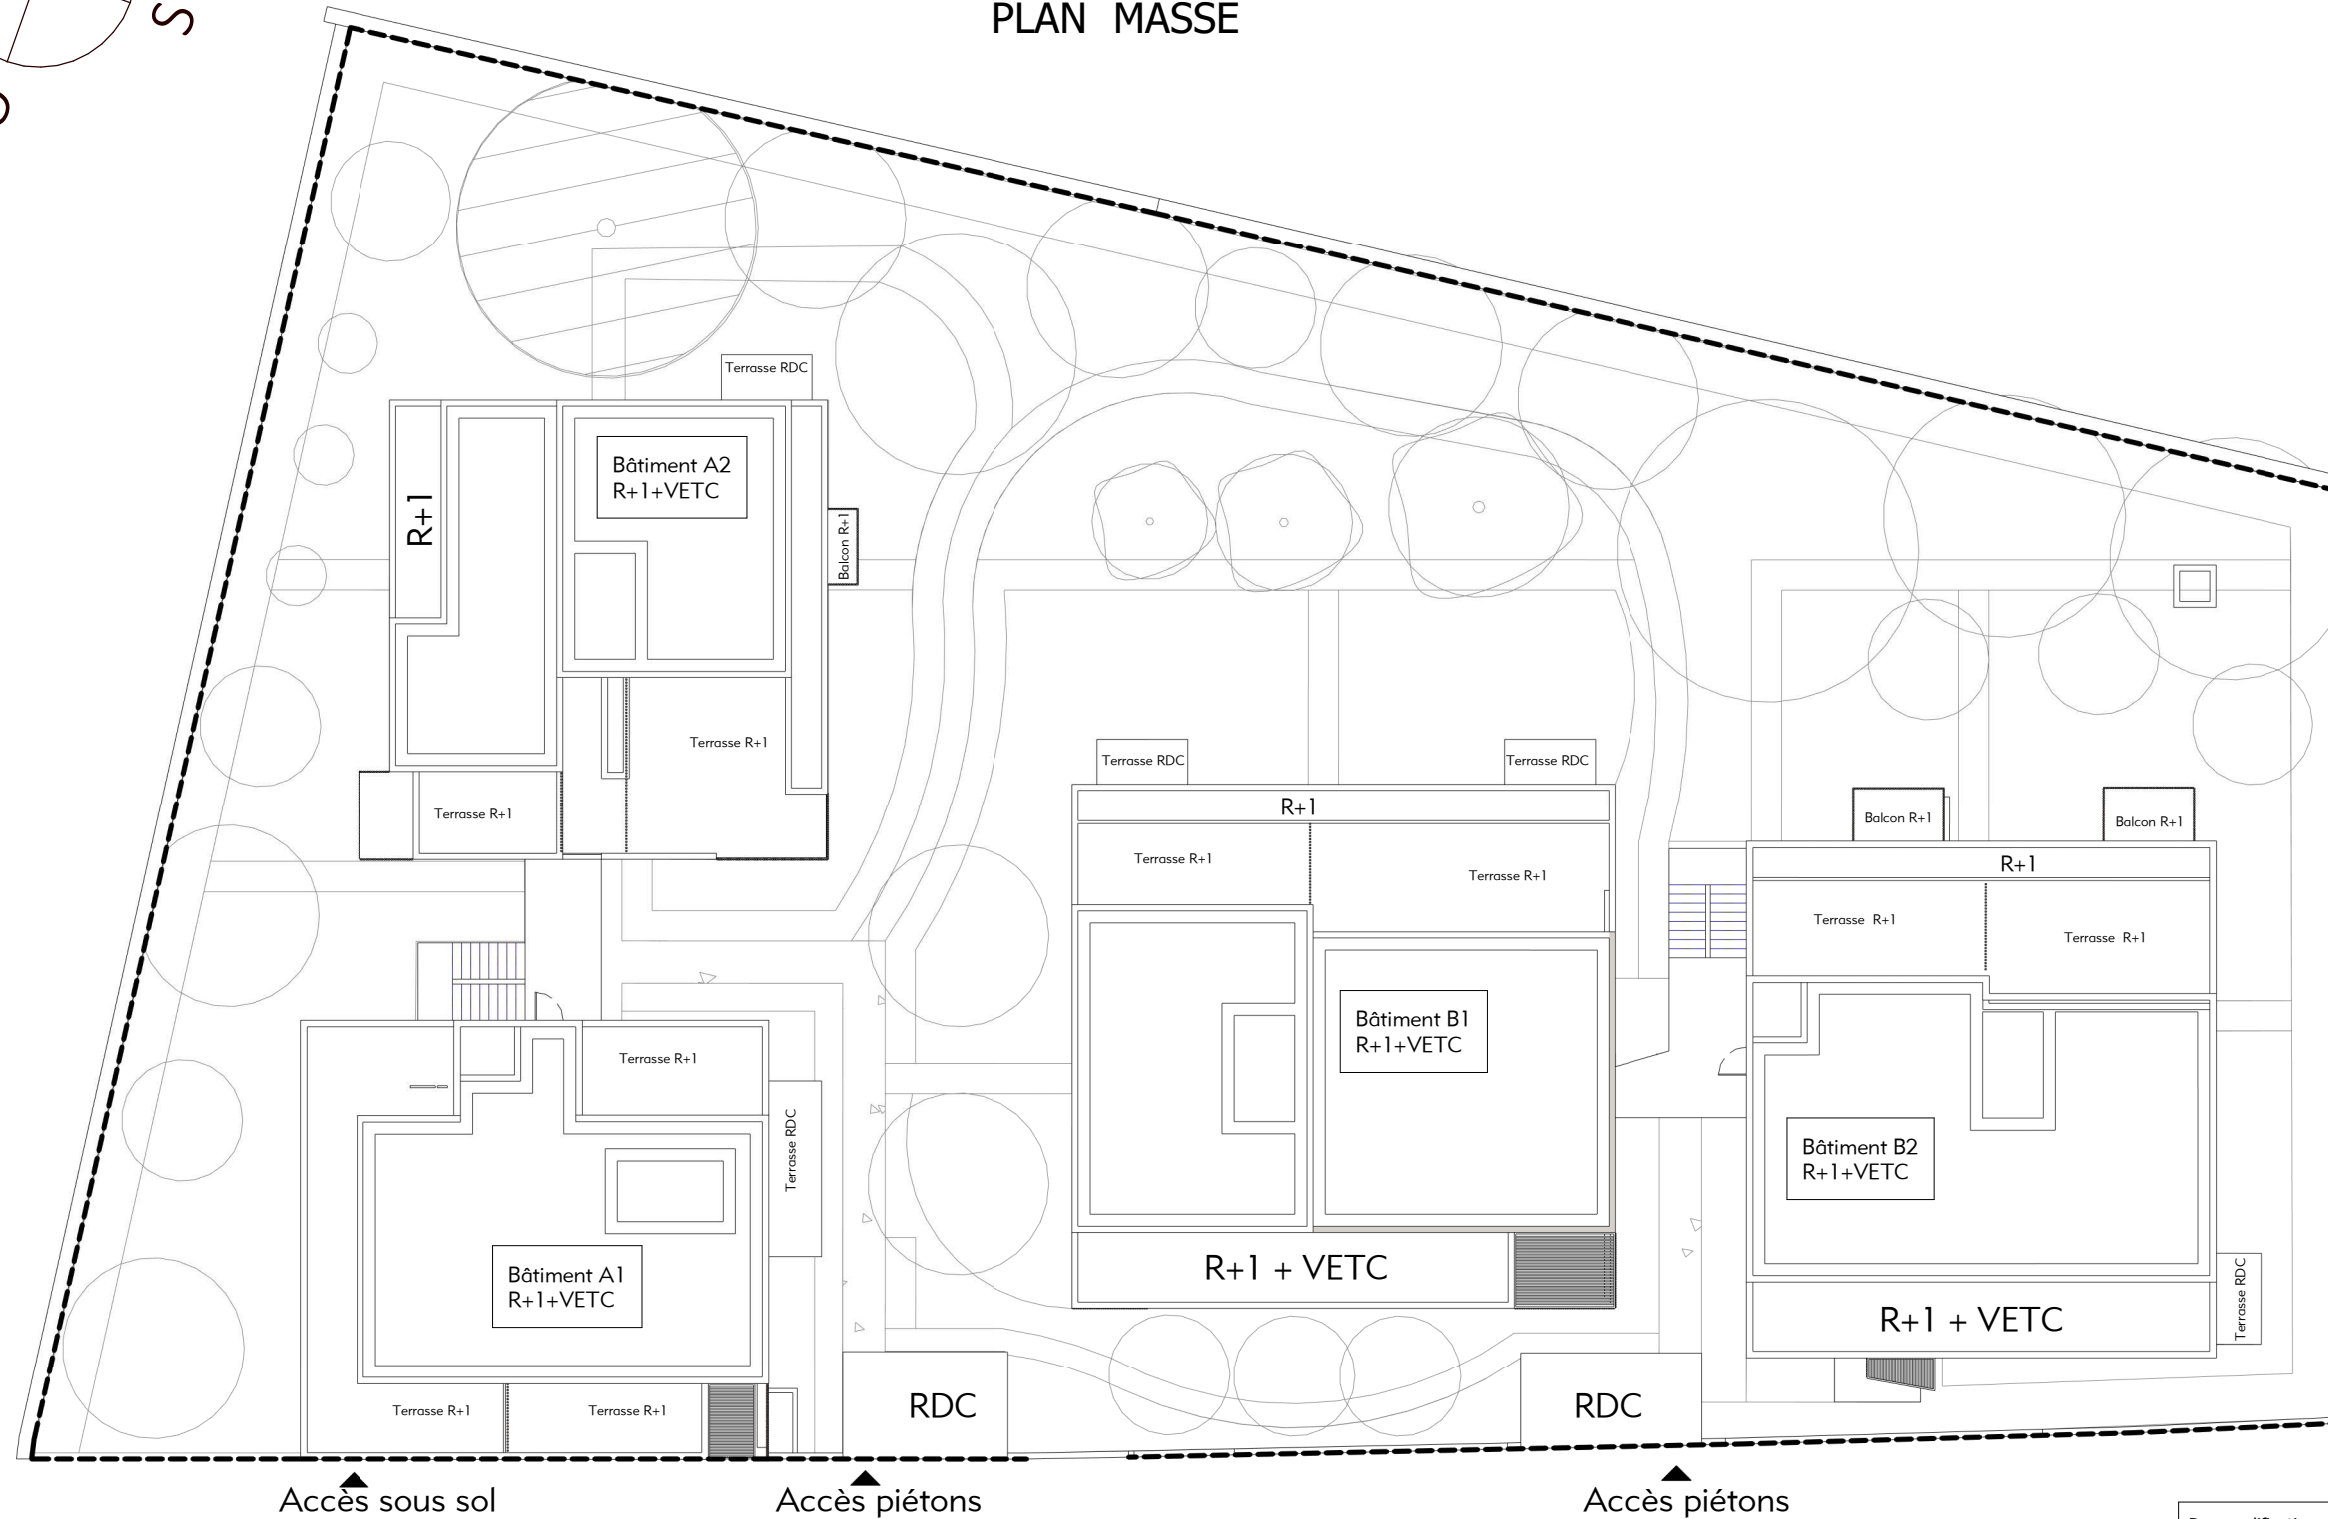 PLAN MASSE
S
Terrasse RDC
Bâtiment A2
R+1+VETC
R+1
Balcon R+1
Terrasse R+1
Terrasse R+1
Terrasse RDC
Terrasse RDC
R+1
Balcon R+1
Balcon R+1
Terrasse R+1
Terrasse R+1
R+1
Terrasse R+1
Terrasse R+1
Bâtiment B1
R+1+VETC
Terrasse R+1
Terrasse RDC
Bâtiment B2
R+1+VETC
Bâtiment A1
R+1+VETC
R+1 + VETC
R+1 + VETC
Terrasse RDC
Terrasse R+1
Terrasse R+1
RDC
RDC
Accès sous sol
Accès piétons
Accès piétons